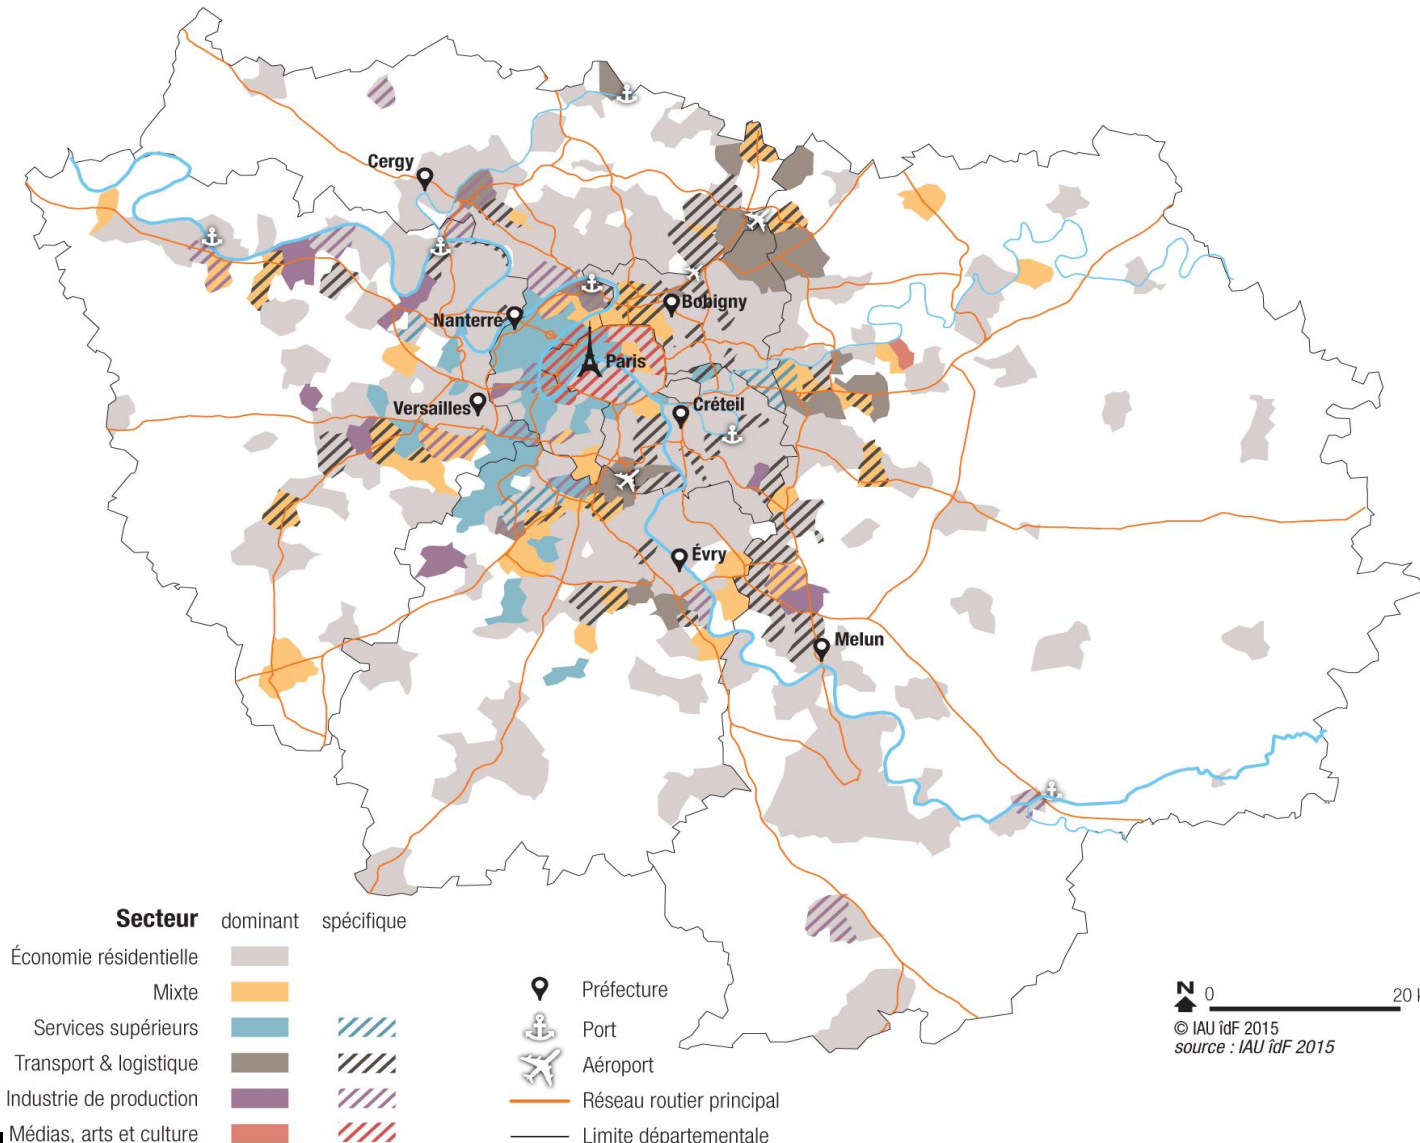 Cergy
Nanterre
Bobigny
Paris
Versailles
Créteil
Évry
Melun
Secteur dominant spécifique
Économie résidentielle
Mixte
Services supérieurs
Transport & logistique
Industrie de production
Médias, arts et culture
Préfecture
Port
Aéroport
Réseau routier principal
Limite départementale
N 0 20 k
© IAU îdF 2015
source : IAU îdF 2015